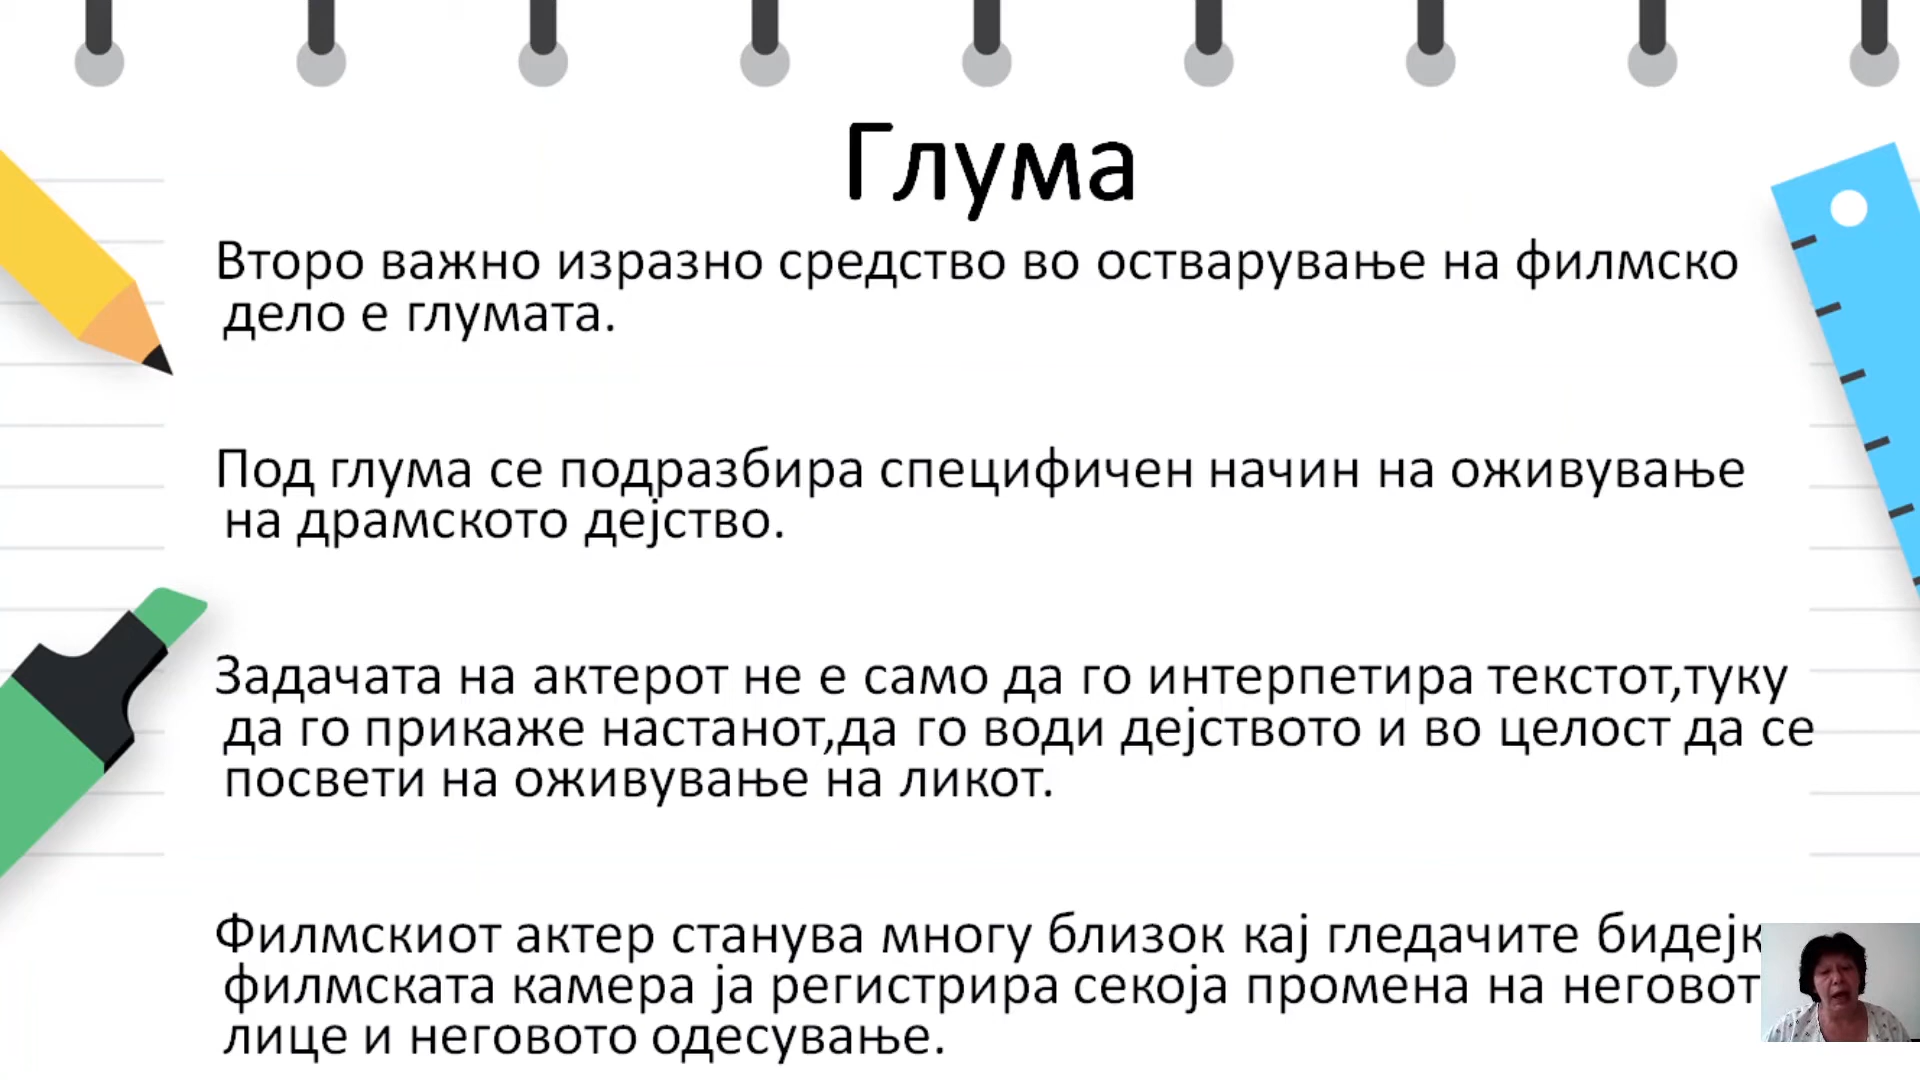 Глума
Второ важно изразно средство во остварување на филмско
дело е глумата.
Под глума се подразбира специфичен начин на оживување
на драмското дејство.
Задачата на актерот не е само да го интерпетира текстот,туку
да го прикаже настанот,да го води дејството и во целост да се
посвети на оживување на ликот.
Филмскиот актер станува многу близок кај гледачите
филмската камера ја регистрира секоја промена на
лице и неговото одесување.